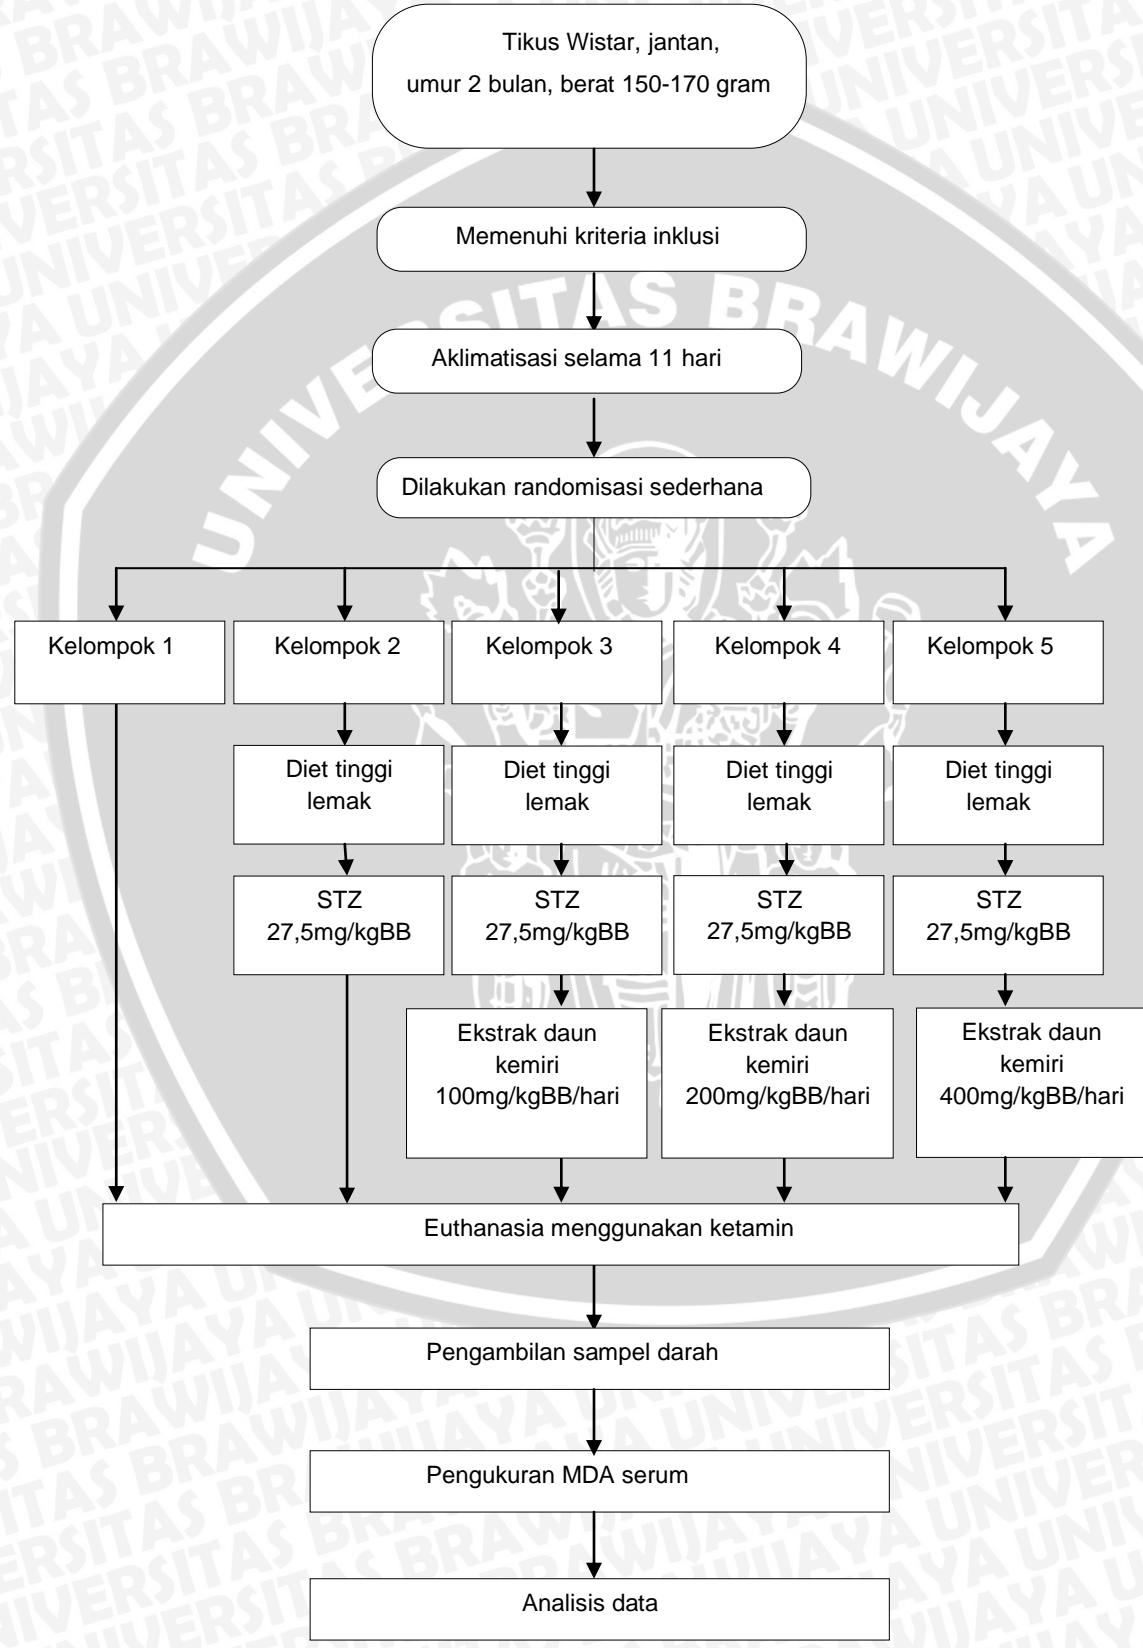 Tikus Wistar, jantan,
umur 2 bulan, berat 150-170 gram
Memenuhi kriteria inklusi
Aklimatisasi selama 11 hari
Dilakukan randomisasi sederhana
Kelompok 1
Kelompok 2
Kelompok 3
Kelompok 4
Kelompok 5
Diet tinggi
lemak
Diet tinggi
lemak
Diet tinggi
lemak
Diet tinggi
lemak
STZ
27,5mg/kgBB
STZ
27,5mg/kgBB
STZ
27,5mg/kgBB
STZ
27,5mg/kgBB
Ekstrak daun
kemiri
100mg/kgBB/hari
Ekstrak daun
kemiri
200mg/kgBB/hari
Ekstrak daun
kemiri
400mg/kgBB/hari
Euthanasia menggunakan ketamin
Pengambilan sampel darah
Pengukuran MDA serum
Analisis data
UNIVERSITAS BRAWIJAYA